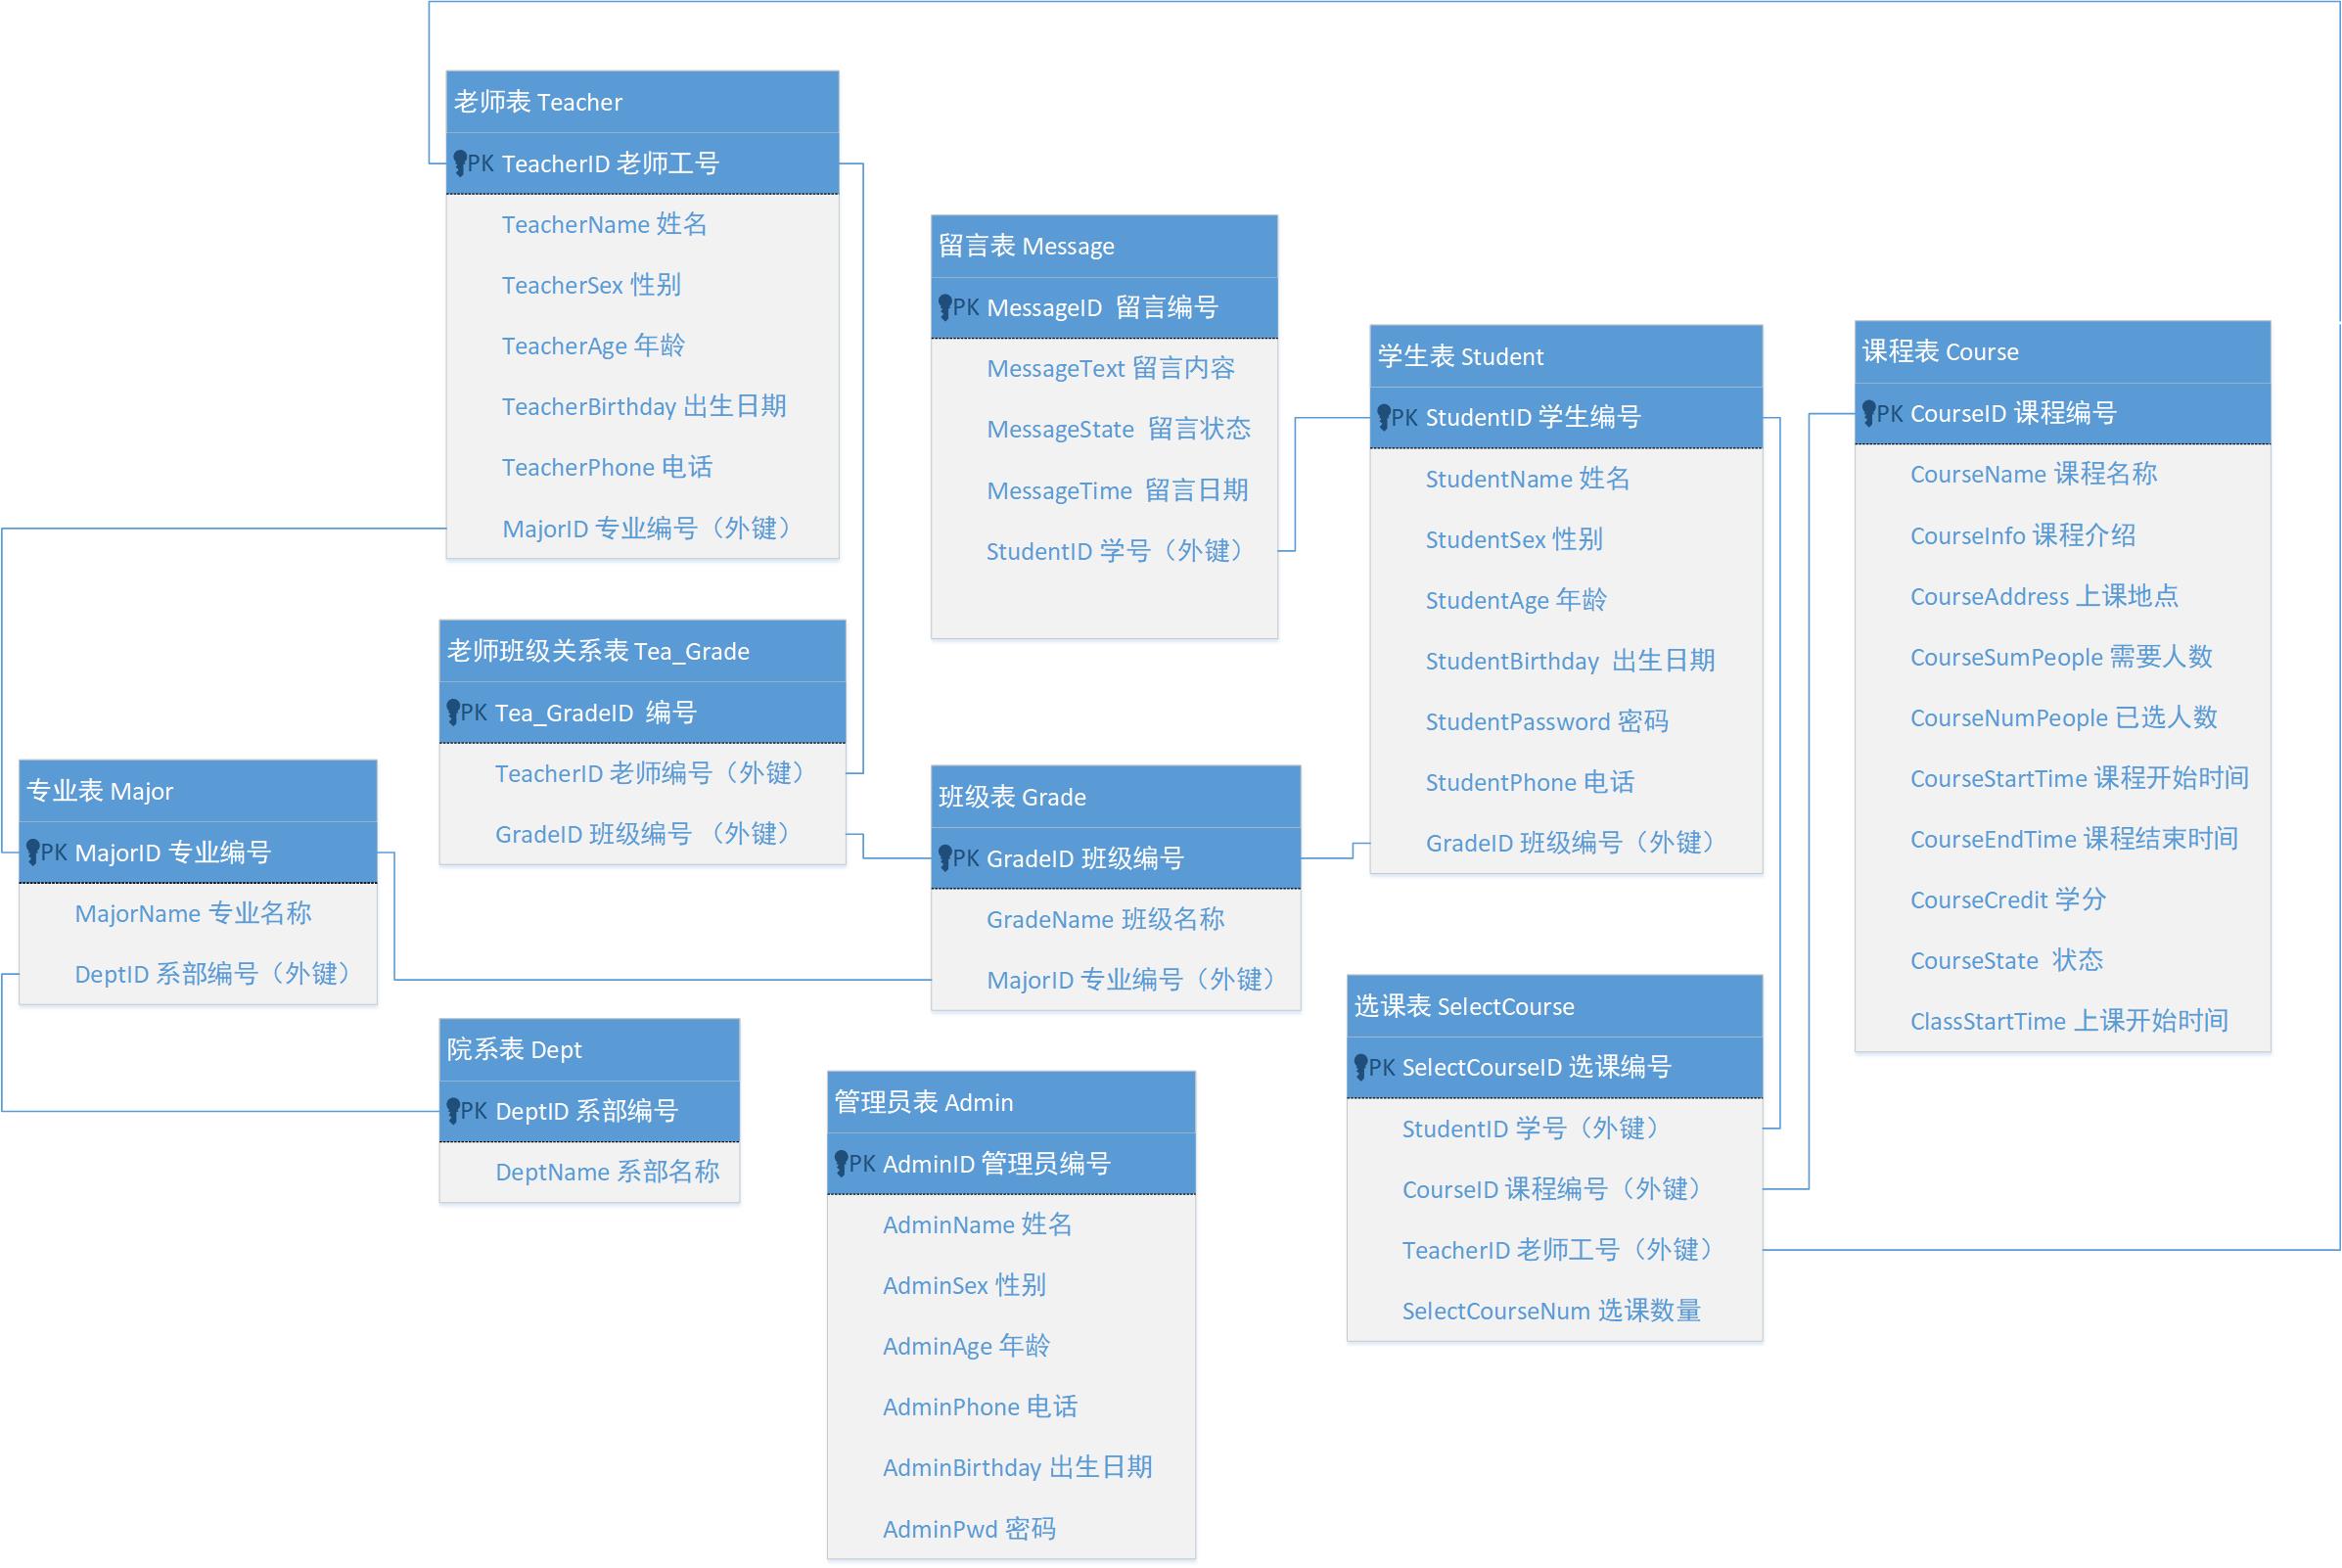 老师表 Teacher
PK TeacherID 老师工号
TeacherName 姓名
TeacherSex 性别
TeacherAge 年龄
TeacherBirthday 出生日期
TeacherPhone 电话
MajorID 专业编号（外键）
留言表 Message
PK MessageID 留言编号
MessageText 留言内容
MessageState 留言状态
MessageTime 留言日期
StudentID 学号（外键）
学生表 Student
PK StudentID 学生编号
StudentName 姓名
StudentSex 性别
StudentAge 年龄
StudentBirthday 出生日期
StudentPassword 密码
StudentPhone 电话
GradeID 班级编号（外键）
课程表 Course
PK CourseID 课程编号
CourseName 课程名称
CourseInfo 课程介绍
CourseAddress 上课地点
CourseSumPeople 需要人数
CourseNumPeople 已选人数
CourseStartTime 课程开始时间
CourseEndTime 课程结束时间
CourseCredit 学分
CourseState 状态
ClassStartTime 上课开始时间
老师班级关系表 Tea_Grade
PK Tea_GradeID 编号
TeacherID 老师编号（外键）
GradeID 班级编号 （外键）
专业表 Major
PK MajorID 专业编号
MajorName 专业名称
DeptID 系部编号（外键）
班级表 Grade
PK GradeID 班级编号
GradeName 班级名称
MajorID 专业编号（外键）
院系表 Dept
PK DeptID 系部编号
DeptName 系部名称
管理员表 Admin
PK AdminID 管理员编号
AdminName 姓名
AdminSex 性别
AdminAge 年龄
AdminPhone 电话
AdminBirthday 出生日期
AdminPwd 密码
选课表 SelectCourse
PK SelectCourseID 选课编号
StudentID 学号（外键）
CourseID 课程编号（外键）
TeacherID 老师工号（外键）
SelectCourseNum 选课数量